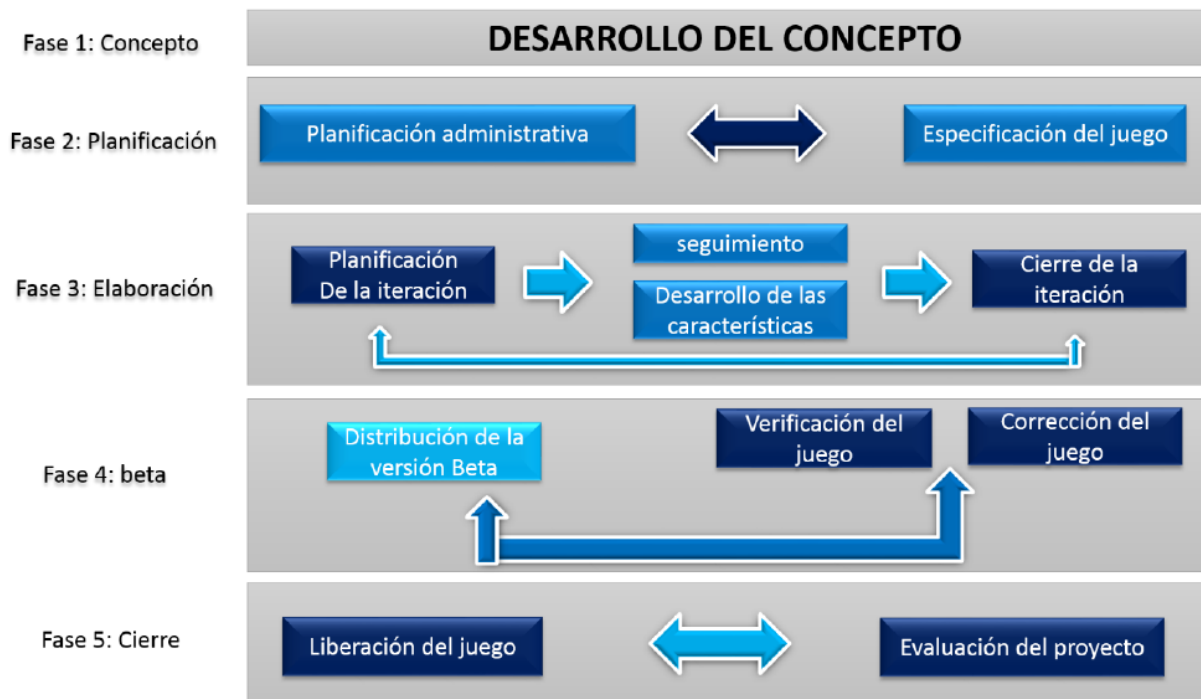 Fase 1: Concepto
DESARROLLO DEL CONCEPTO
Fase 2: Planificación
Planificación administrativa
Especificación del juego
Fase 3: Elaboración
Planificación
De la iteración
seguimiento
Desarrollo de las
características
Cierre de la
iteración
Fase 4: beta
Distribución de la
versión Beta
Verificación del
juego
Corrección del
juego
Fase 5: Cierre
Liberación del juego
Evaluación del proyecto